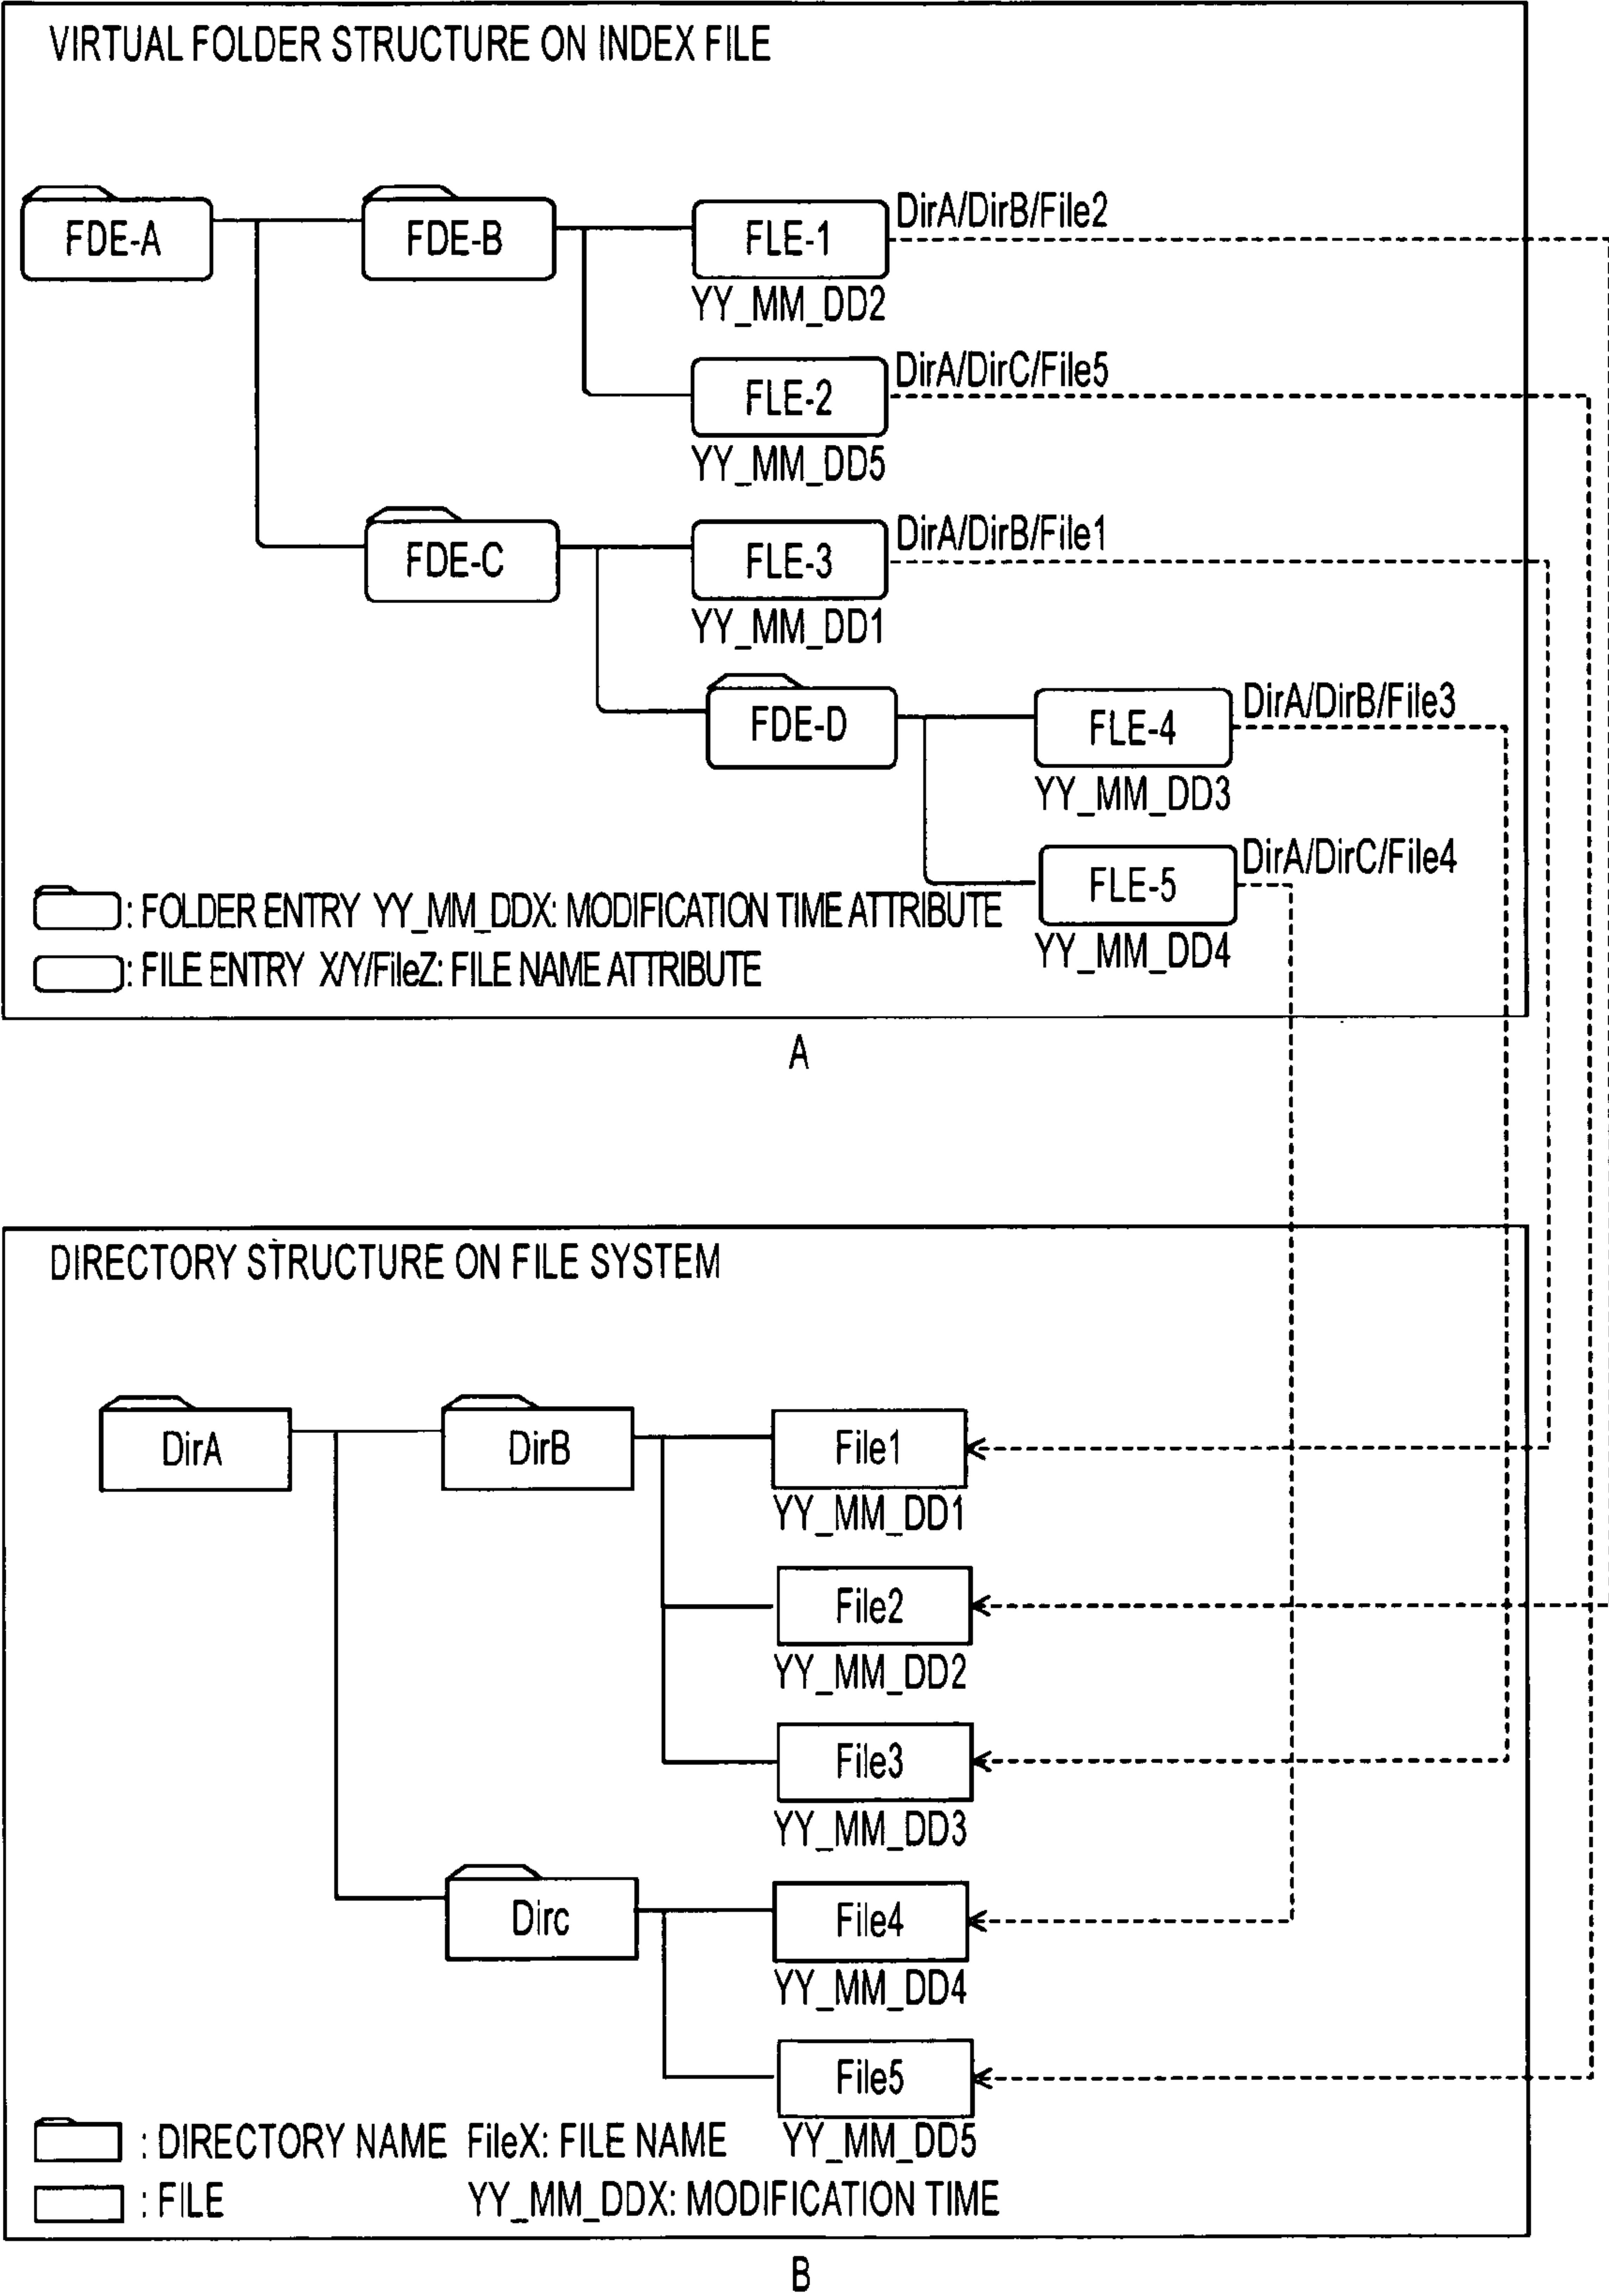 VIRTUAL FOLDER STRUCTURE ON INDEX FILE
FDE-A
FDE-B
FLE-1
DirA/DirB/File2
YY_MM_DD2
FLE-2
DirA/DirC/File5
YY_MM_DD5
FDE-C
FLE-3
DirA/DirB/File1
YY_MM_DD1
FDE-D
FLE-4
DirA/DirB/File3
YY_MM_DD3
FLE-5
DirA/DirC/File4
YY_MM_DD4
: FOLDER ENTRY YY_MM_DDX: MODIFICATION TIME ATTRIBUTE
: FILE ENTRY X/Y/FileZ: FILE NAME ATTRIBUTE
A
DIRECTORY STRUCTURE ON FILE SYSTEM
DirA
DirB
File1
YY_MM_DD1
File2
YY_MM_DD2
File3
YY_MM_DD3
Dirc
File4
YY_MM_DD4
File5
YY_MM_DD5
: DIRECTORY NAME FileX: FILE NAME
: FILE YY_MM_DDX: MODIFICATION TIME
B